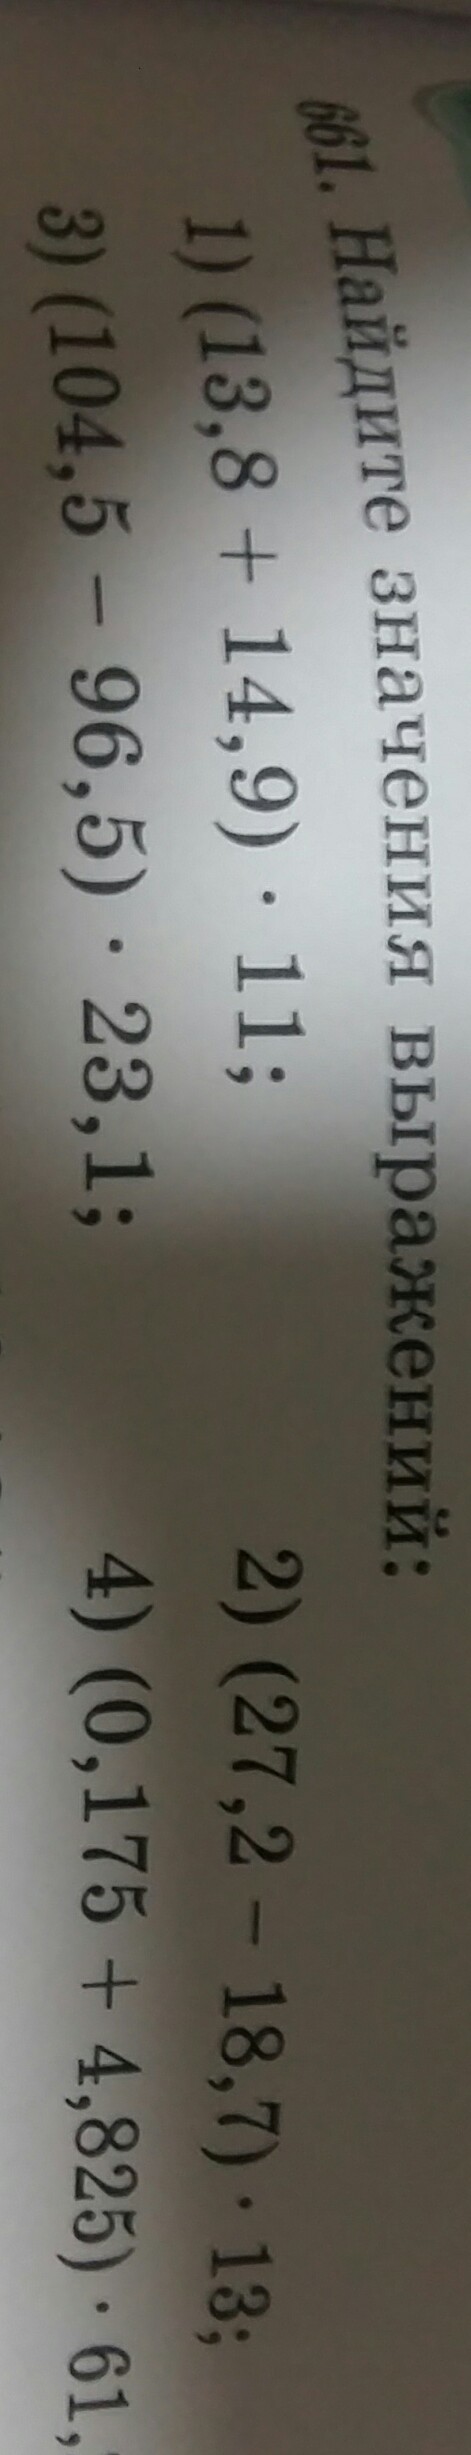 661. Найдите значения выражений:
1) (13,8 + 14,9) · 11; 2) (27,2 − 18,7) · 13;
3) (104,5 − 96,5) · 23,1; 4) (0,175 + 4,825) · 61,